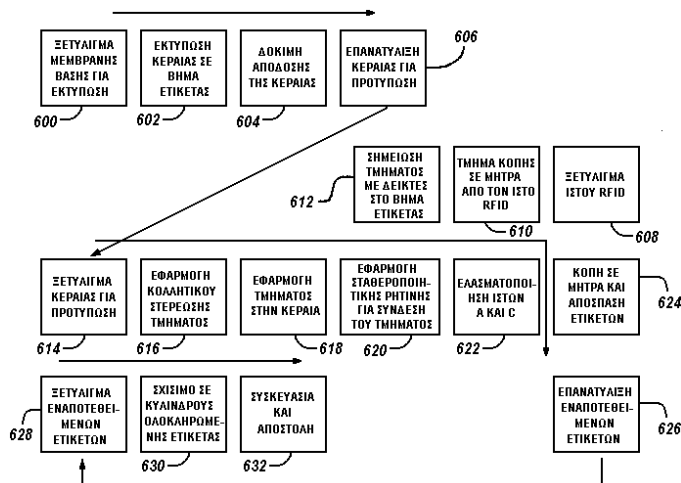 ΞΕΤΥΛΙΓΜΑ
ΜΕΜΒΡΑΝΗΣ
ΒΑΣΗΣ ΓΙΑ
ΕΚΤΥΠΩΣΗ
600
ΕΚΤΥΠΩΣΗ
ΚΕΡΑΙΑΣ ΣΕ
ΒΗΜΑ
ΕΤΙΚΕΤΑΣ
602
ΔΟΚΙΜΗ
ΑΠΟΔΟΣΗΣ
ΤΗΣ ΚΕΡΑΙΑΣ
604
ΕΠΑΝΑΤΥΛΙΞΗ
ΚΕΡΑΙΑΣ ΓΙΑ
ΠΡΟΤΥΠΩΣΗ
606
ΣΗΜΕΙΩΣΗ
ΤΜΗΜΑΤΟΣ
ΜΕ ΔΕΙΚΤΕΣ
ΣΤΟ ΒΗΜΑ
ΕΤΙΚΕΤΑΣ
612
ΤΜΗΜΑ ΚΟΠΗΣ
ΣΕ ΜΗΤΡΑ
ΑΠΟ ΤΟΝ ΙΣΤΟ
RFID
610
ΞΕΤΥΛΙΓΜΑ
ΙΣΤΟΥ RFID
608
ΞΕΤΥΛΙΓΜΑ
ΚΕΡΑΙΑΣ ΓΙΑ
ΠΡΟΤΥΠΩΣΗ
614
ΕΦΑΡΜΟΓΗ
ΚΟΛΛΗΤΙΚΟΥ
ΣΤΕΡΕΩΣΗΣ
ΤΜΗΜΑΤΟΣ
616
ΕΦΑΡΜΟΓΗ
ΤΜΗΜΑΤΟΣ
ΣΤΗΝ ΚΕΡΑΙΑ
618
ΕΦΑΡΜΟΓΗ
ΣΤΑΘΕΡΟΠΟΙΗ-
ΤΙΚΗΣ ΡΗΤΙΝΗΣ
ΓΙΑ ΣΥΝΔΕΣΗ
ΤΟΥ ΤΜΗΜΑΤΟΣ
620
ΕΛΑΣΜΑΤΟΠΟΙ-
ΗΣΗ ΙΣΤΩΝ
Α ΚΑΙ C
622
ΚΟΠΗ ΣΕ
ΜΗΤΡΑ ΚΑΙ
ΑΠΟΣΠΑΣΗ
ΕΤΙΚΕΤΩΝ
624
ΞΕΤΥΛΙΓΜΑ
ΕΝΑΠΟΤΕΘΕΙ-
ΜΕΝΩΝ
ΕΤΙΚΕΤΩΝ
628
ΣΧΙΣΙΜΟ ΣΕ
ΚΥΛΙΝΔΡΟΥΣ
ΟΛΟΚΛΗΡΩΜΕ-
ΝΗΣ ΕΤΙΚΕΤΑΣ
630
ΣΥΣΚΕΥΑΣΙΑ
ΚΑΙ
ΑΠΟΣΤΟΛΗ
632
ΕΠΑΝΑΤΥΛΙΞΗ
ΕΝΑΠΟΤΕΘΕΙ-
ΜΕΝΩΝ
ΕΤΙΚΕΤΩΝ
626